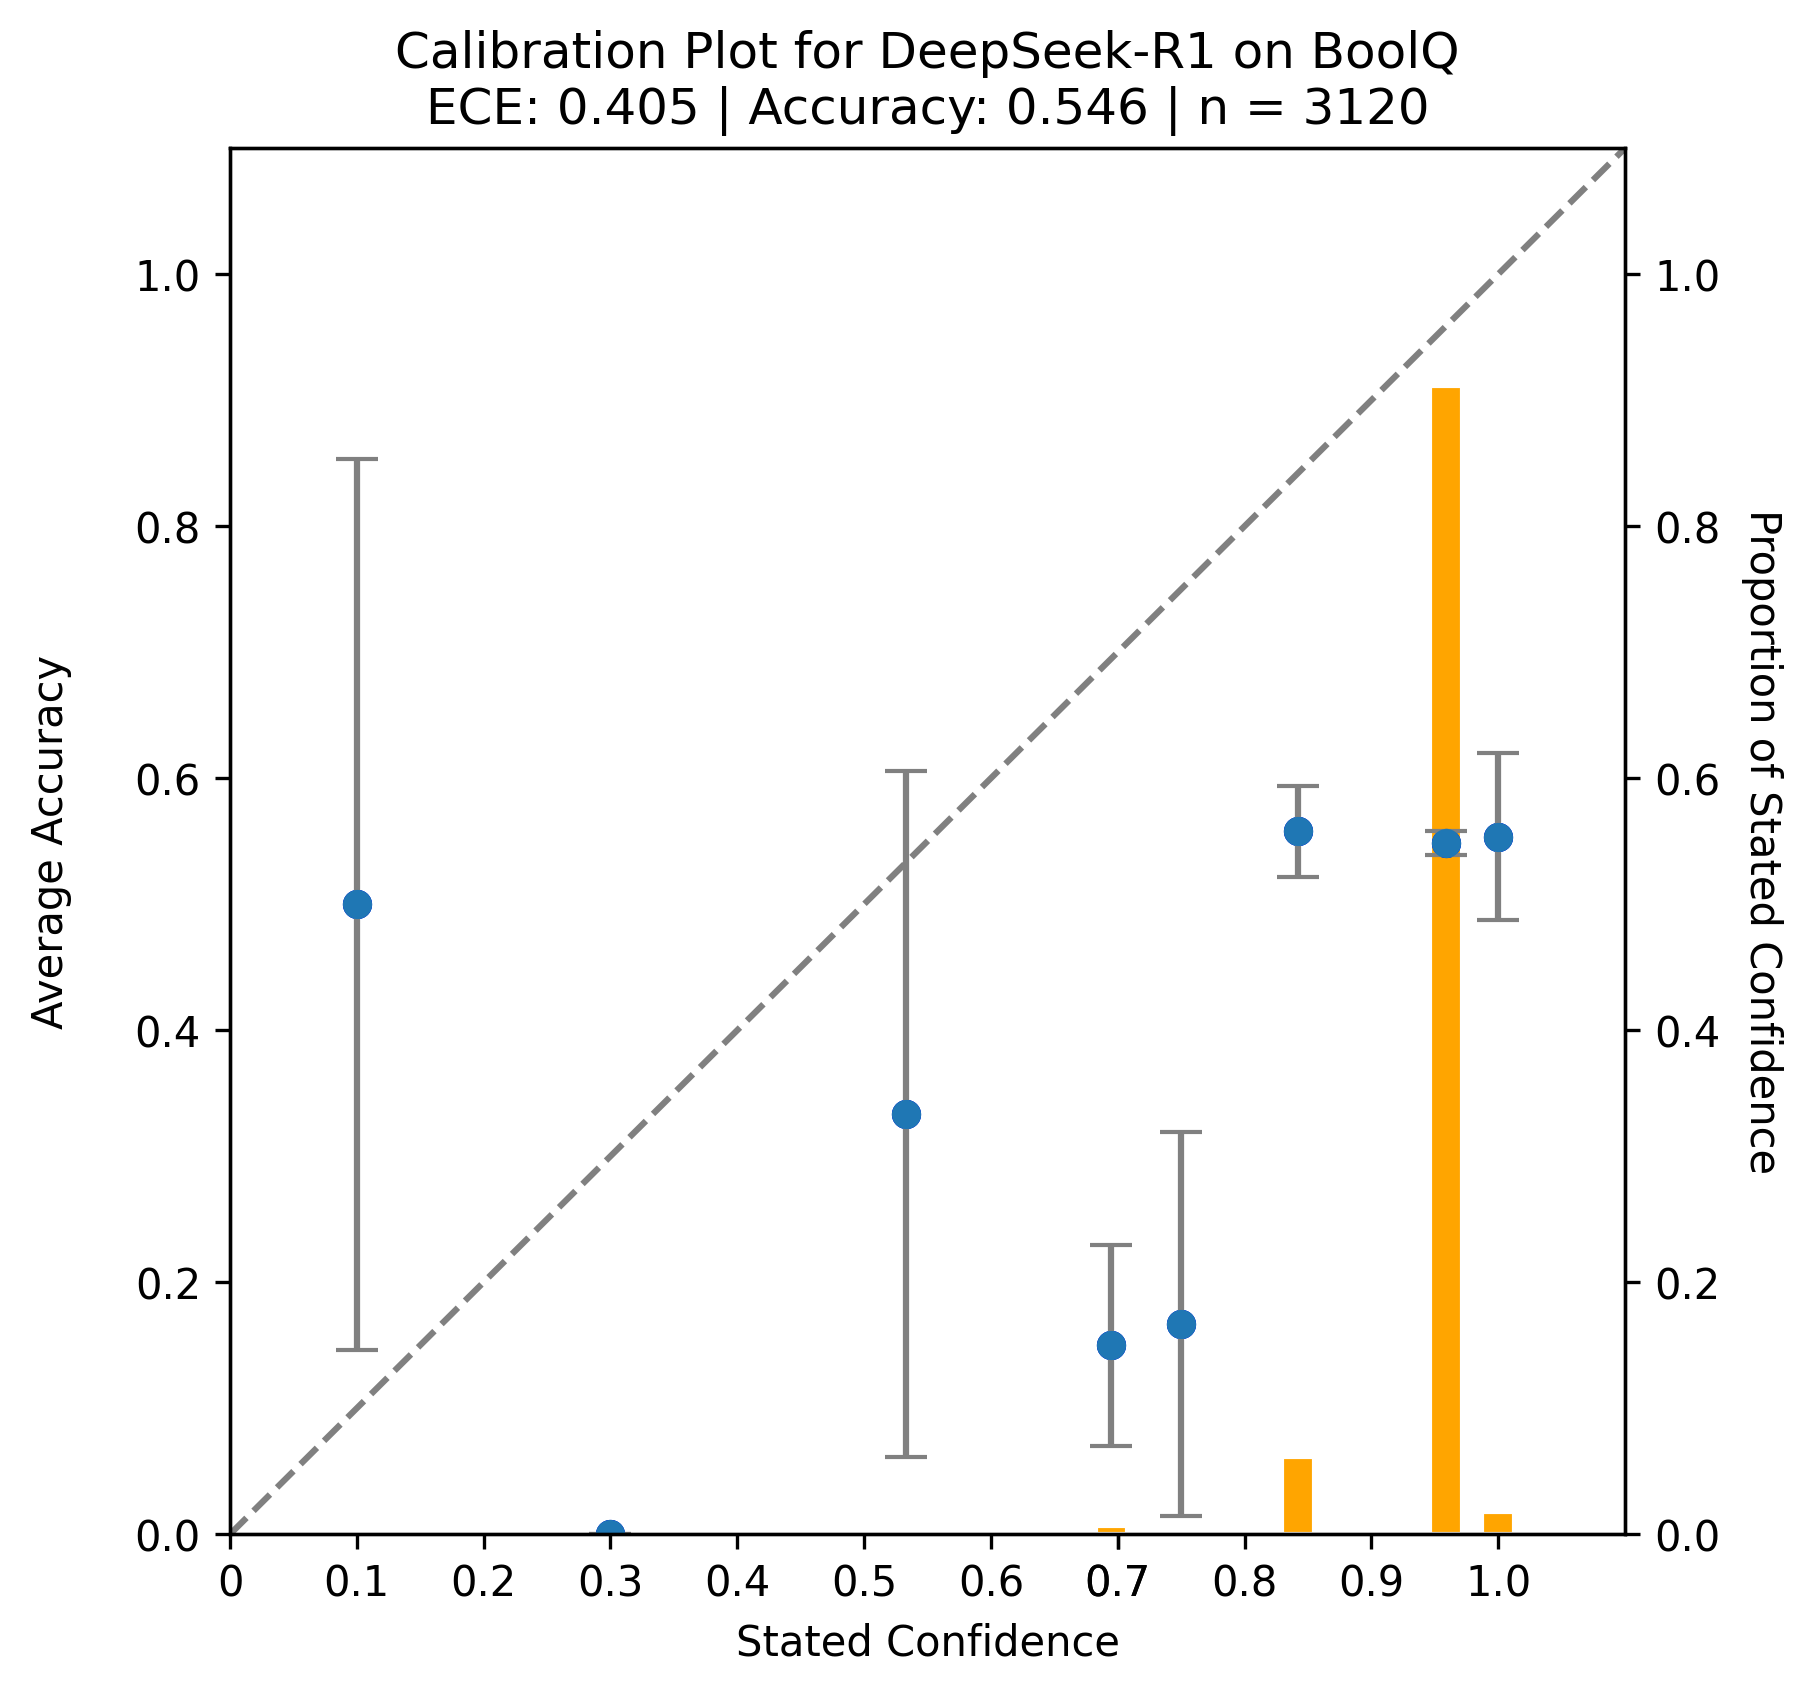 Calibration Plot for DeepSeek-R1 on BoolQ
ECE: 0.405 | Accuracy: 0.546 | n = 3120
Average Accuracy
1.0
0.8
0.6
0.4
0.2
0.0
1.0
0.8
0.6
0.4
0.2
0.0
Proportion of Stated Confidence
0 0.1 0.2 0.3 0.4 0.5 0.6 0.7 0.8 0.9 1.0
Stated Confidence